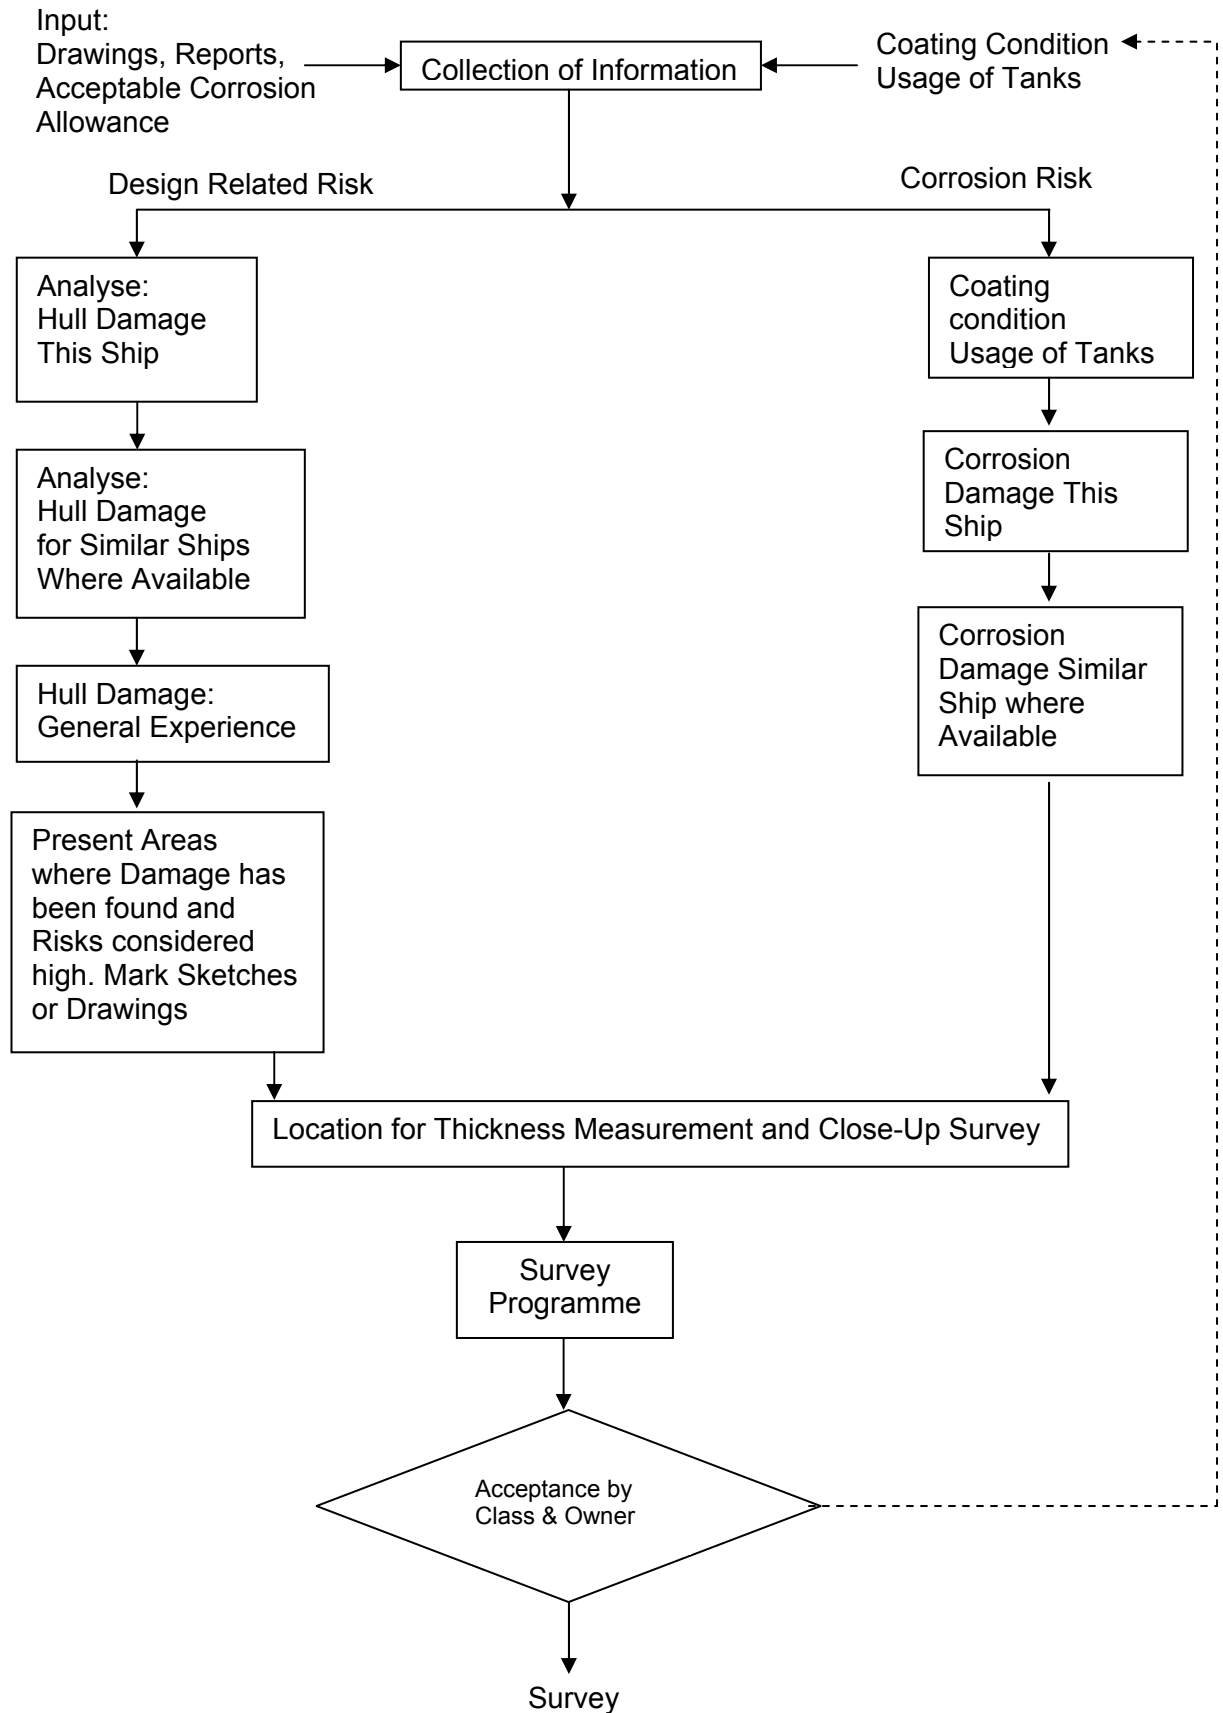 Input:
Drawings, Reports,
Acceptable Corrosion
Allowance
Collection of Information
Coating Condition
Usage of Tanks
Design Related Risk
Corrosion Risk
Analyse:
Hull Damage
This Ship
Coating
condition
Usage of Tanks
Analyse:
Hull Damage
for Similar Ships
Where Available
Corrosion
Damage This
Ship
Hull Damage:
General Experience
Corrosion
Damage Similar
Ship where
Available
Present Areas
where Damage has
been found and
Risks considered
high. Mark Sketches
or Drawings
Location for Thickness Measurement and Close-Up Survey
Survey
Programme
Acceptance by
Class & Owner
Survey